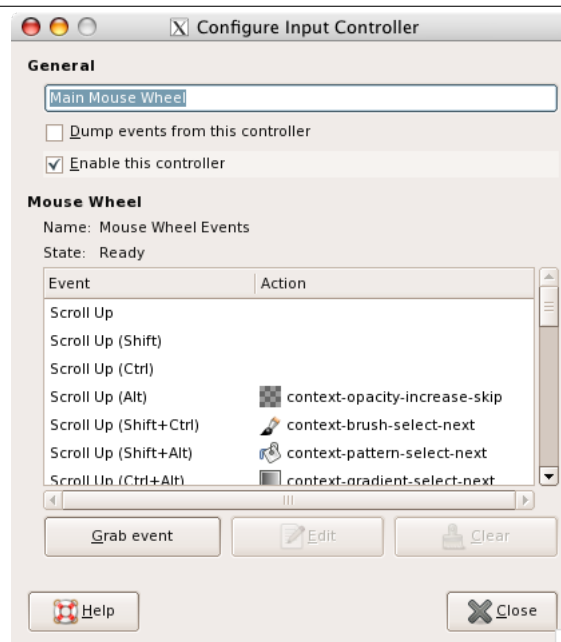 Configure Input Controller
General
Main Mouse Wheel
Dump events from this controller
Enable this controller
Mouse Wheel
Name: Mouse Wheel Events
State: Ready
Event Action
Scroll Up
Scroll Up (Shift)
Scroll Up (Ctrl)
Scroll Up (Alt) context-opacity-increase-skip
Scroll Up (Shift+Ctrl) context-brush-select-next
Scroll Up (Shift+Alt) context-pattern-select-next
Scroll Up (Ctrl+Alt) context-gradient-select-next
Grab event Edit Clear
Help Close